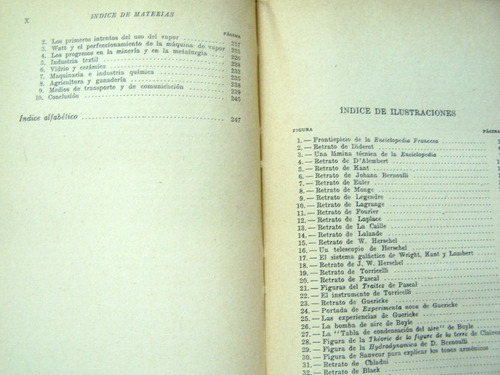 X
INDICE DE MATERIAS
PÁGINA
2. Los primeros intentos del uso del vapor 217
3. Watt y el perfeccionamiento de la máquina de vapor
4. Los progresos en la minería y en la metalurgia
5. Industria textil
6. Vidrio y cerámica
7. Maquinaria e industria química
8. Agricultura y ganadería
9. Medios de transporte y de comunicación
10. Conclusión 245
Indice alfabético 247
ÍNDICE DE ILUSTRACIONES
FIGURA
1. — Frontispicio de la Enciclopedia Francesa
2. — Retrato de Diderot
3. — Una lámina técnica de la Enciclopedia
4. — Retrato de D'Alembert
5. — Retrato de Kant
6. — Retrato de Johann Bernoulli
7. — Retrato de Euler
8. — Retrato de Monge
9. — Retrato de Legendre
10. — Retrato de Lagrange
11. — Retrato de Fourier
12. — Retrato de Laplace
13. — Retrato de La Caille
14. — Retrato de Lalande
15. — Retrato de W. Herschel
16. — Un telescopio de Herschel
17. — El sistema galáctico de Wright, Kant y Lambert
18. — Retrato de J. W. Herschel
19. — Retrato de Torricelli
20. — Retrato de Pascal
21. — Figuras del Traitez de Pascal
22. — El instrumento de Torricelli
23. — Retrato de Guericke
24. — Portada de Experimenta nova de Guericke
25. — Las experiencias de Guericke
26. — La bomba de aire de Boyle
27. — La "Tabla de condensación del aire" de Boyle
28. — Figura de la Théorie de la figure de la terre de
29. — Figura de la Hydrodynamica de D. Bernoulli
30. — Figura de Sauveur para explicar los tonos armónicos
31. — Retrato de Chladni
32. — Retrato de Black